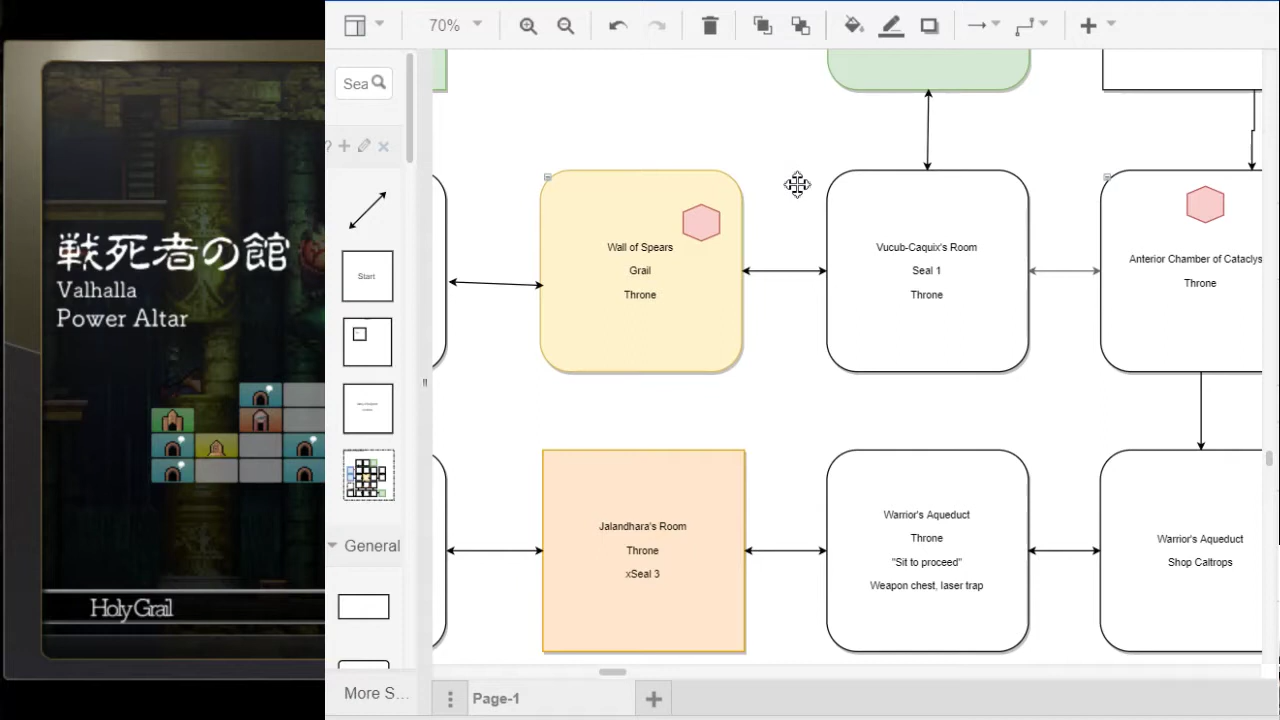 戦死者の館
Valhalla
Power Altar
Holy Grail
70%
Sea
?
Start
General
More S...
Wall of Spears
Grail
Throne
Vucub-Caquix's Room
Seal 1
Throne
Anterior Chamber of Cataclys
Throne
Jalandhara's Room
Throne
xSeal 3
Warrior's Aqueduct
Throne
"Sit to proceed"
Weapon chest, laser trap
Warrior's Aqueduct
Shop Caltrops
Page-1